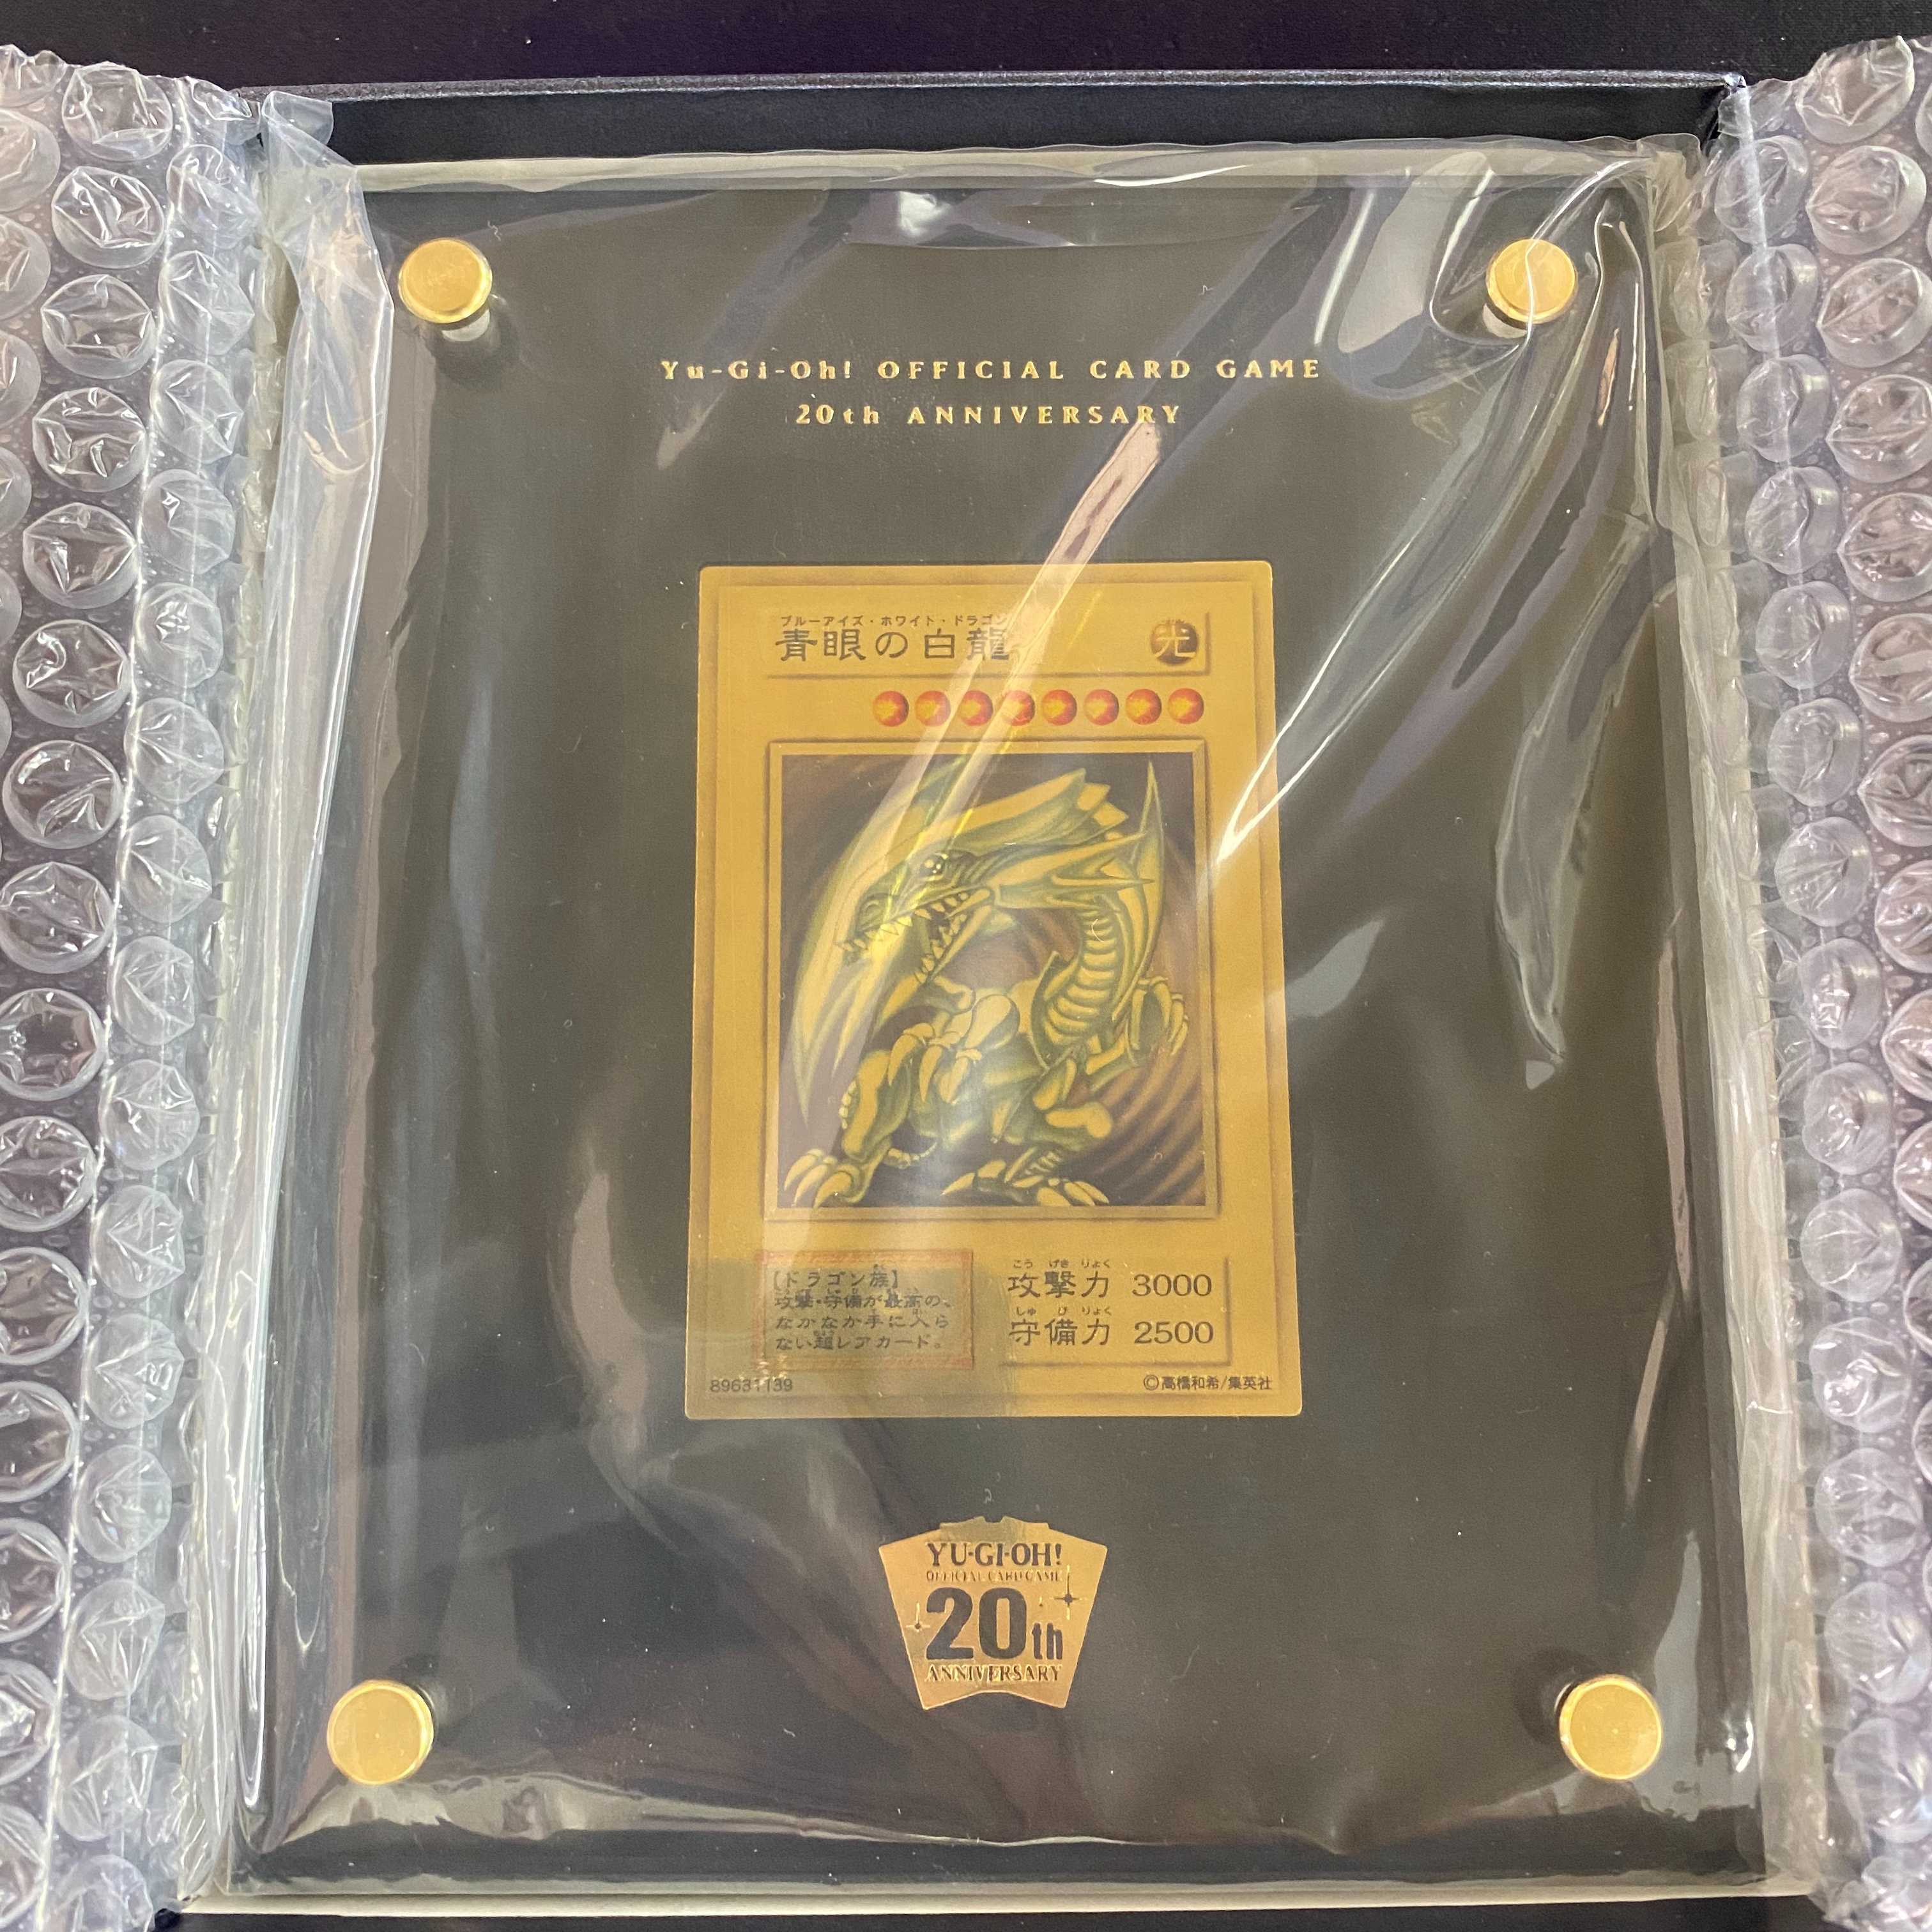 Yu-Gi-Oh! OFFICIAL CARD GAME
20th ANNIVERSARY
ブルーアイズ・ホワイト・ドラゴン
青眼の白龍
光
【ドラゴン族】
攻撃・守備が最高の、
なかなか手に入ら
ない超レアカード。
こう げき りょく
攻撃力 3000
しゅ び りょく
守備力 2500
89631139
©高橋和希/集英社
YU-GI-OH!
OFFICIAL CARD GAME
20th
ANNIVERSARY